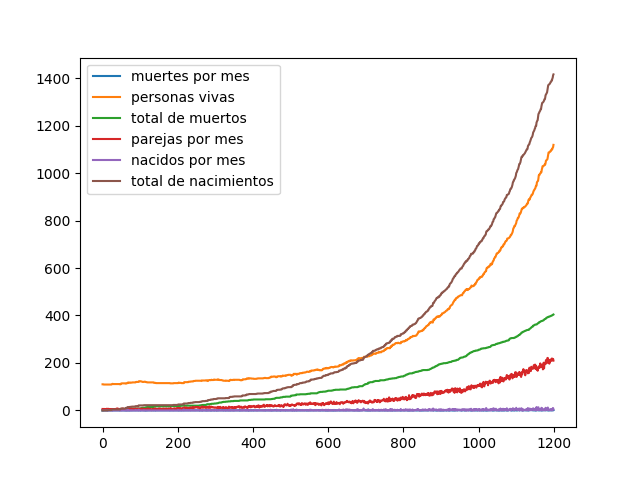 muertes por mes
personas vivas
total de muertos
parejas por mes
nacidos por mes
total de nacimientos
1400
1200
1000
800
600
400
200
0
0 200 400 600 800 1000 1200